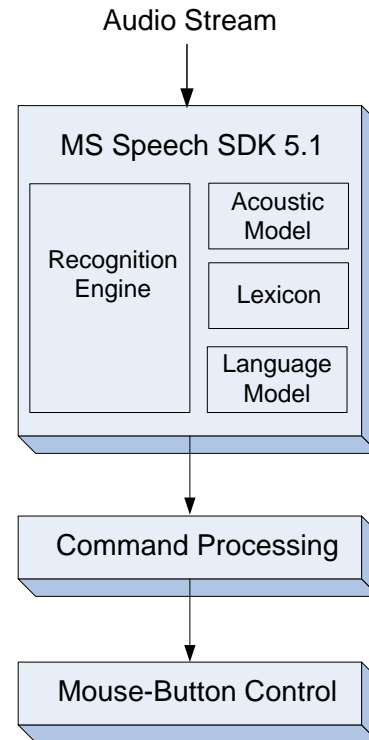 Audio Stream
MS Speech SDK 5.1
Recognition
Engine
Acoustic
Model
Lexicon
Language
Model
Command Processing
Mouse-Button Control